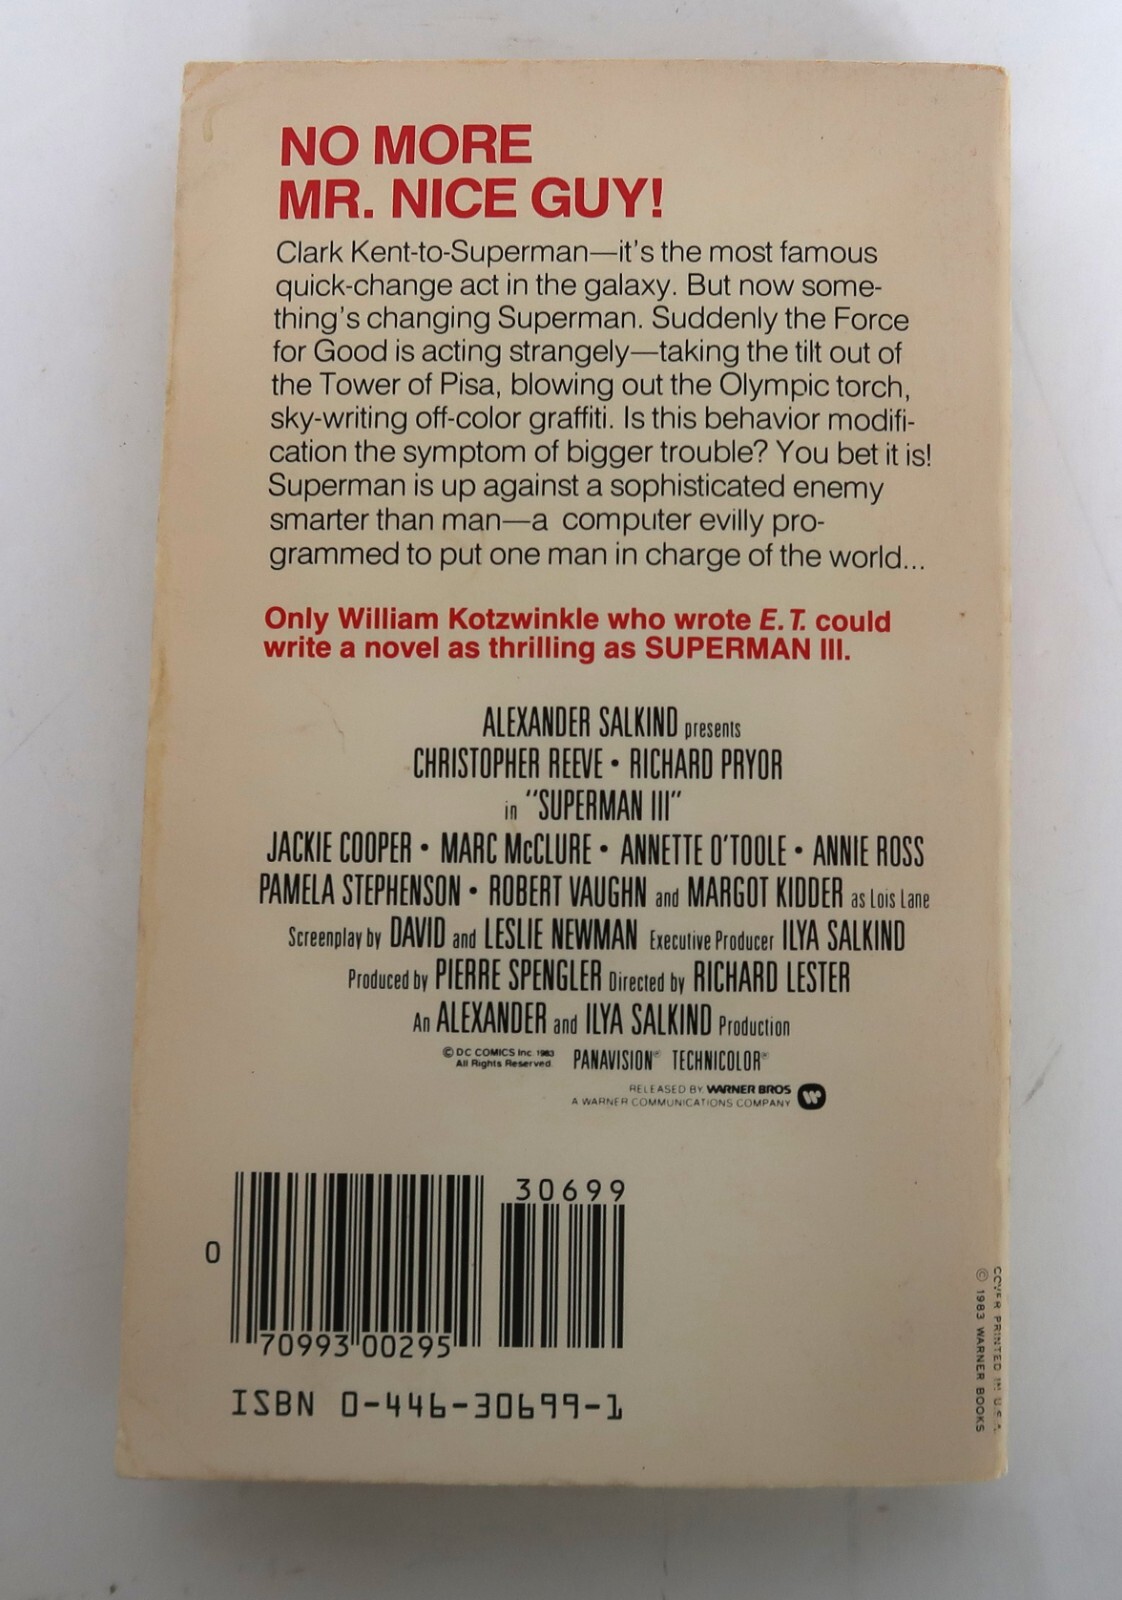 NO MORE
MR. NICE GUY!
Clark Kent-to-Superman—it's the most famous
quick-change act in the galaxy. But now some-
thing's changing Superman. Suddenly the Force
for Good is acting strangely—taking the tilt out of
the Tower of Pisa, blowing out the Olympic torch,
sky-writing off-color graffiti. Is this behavior modifi-
cation the symptom of bigger trouble? You bet it is!
Superman is up against a sophisticated enemy
smarter than man—a computer evilly pro-
grammed to put one man in charge of the world...
Only William Kotzwinkle who wrote E.T. could
write a novel as thrilling as SUPERMAN III.
ALEXANDER SALKIND presents
CHRISTOPHER REEVE • RICHARD PRYOR
in "SUPERMAN III"
JACKIE COOPER • MARC McCLURE • ANNETTE O'TOOLE • ANNIE ROSS
PAMELA STEPHENSON • ROBERT VAUGHN and MARGOT KIDDER as Lois Lane
Screenplay by DAVID and LESLIE NEWMAN Executive Producer ILYA SALKIND
Produced by PIERRE SPENGLER Directed by RICHARD LESTER
An ALEXANDER and ILYA SALKIND Production
© DC COMICS Inc. 1983
All Rights Reserved.
PANAVISION® TECHNICOLOR®
RELEASED BY WARNER BROS
A WARNER COMMUNICATIONS COMPANY
30699
0
70993 00295
ISBN 0-446-30699-1
COVER PRINTED IN U.S.A.
© 1983 WARNER BOOKS